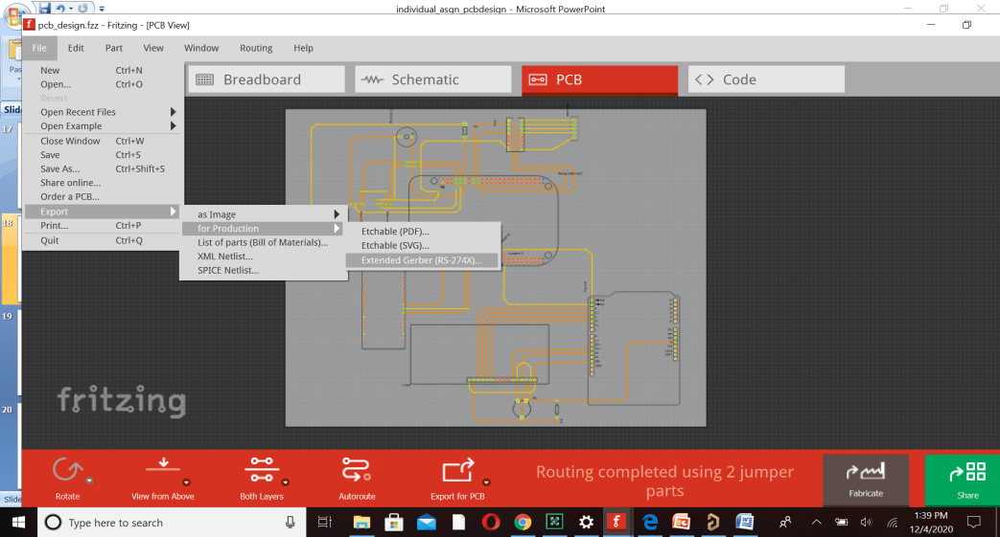 individual_asgn_pcbdesign - Microsoft PowerPoint
pcb_design.fzz - Fritzing - [PCB View]
File Edit Part View Window Routing Help
Pas
New Ctrl+N
Open... Ctrl+O
Revert
Open Recent Files
Open Example
Close Window Ctrl+W
Save Ctrl+S
Save As... Ctrl+Shift+S
Share online...
Order a PCB...
Export
Print... Ctrl+P
Quit Ctrl+Q
Breadboard
Schematic
PCB
Code
Slid
17
18
19
20
Slide
as Image
for Production
List of parts (Bill of Materials)...
XML Netlist...
SPICE Netlist...
Etchable (PDF)...
Etchable (SVG)...
Extended Gerber (RS-274X)...
fritzing
Rotate
View from Above
Both Layers
Autoroute
Export for PCB
Routing completed using 2 jumper
parts
Fabricate
Share
Type here to search
1:39 PM
12/4/2020